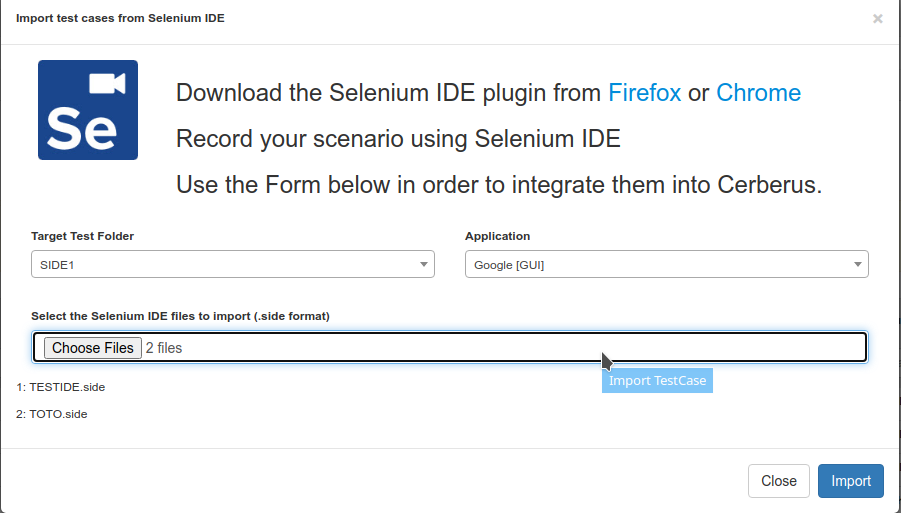 Import test cases from Selenium IDE ×
Se
Download the Selenium IDE plugin from Firefox or Chrome
Record your scenario using Selenium IDE
Use the Form below in order to integrate them into Cerberus.
Target Test Folder Application
SIDE1 Google [GUI]
Select the Selenium IDE files to import (.side format)
Choose Files 2 files
Import TestCase
1: TESTIDE.side
2: TOTO.side
Close Import